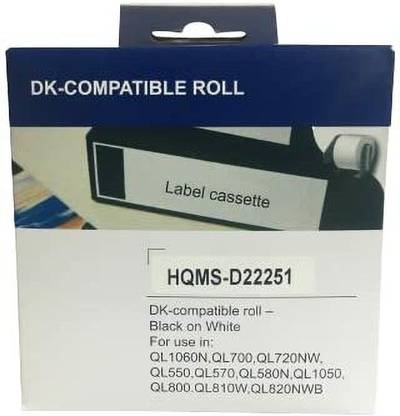 DK-COMPATIBLE ROLL
Label cassette
HQMS-D22251
DK-compatible roll –
Black on White
For use in:
QL1060N,QL700,QL720NW,
QL550,QL570,QL580N,QL1050,
QL800.QL810W,QL820NWB